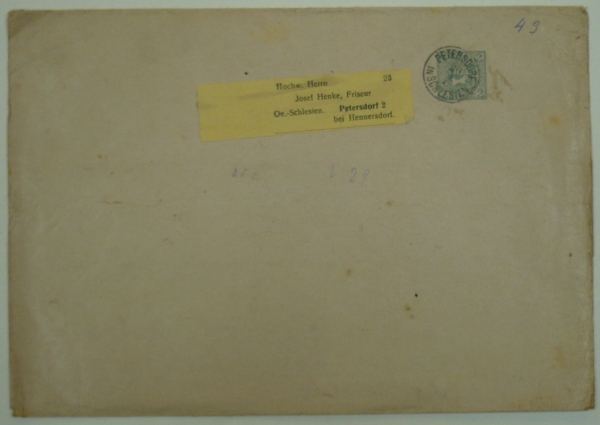 43
PETERSDORF
Hochw. Herrn 23
Josef Henke, Friseur
Oe.-Schlesien. Petersdorf 2
bei Hennersdorf.